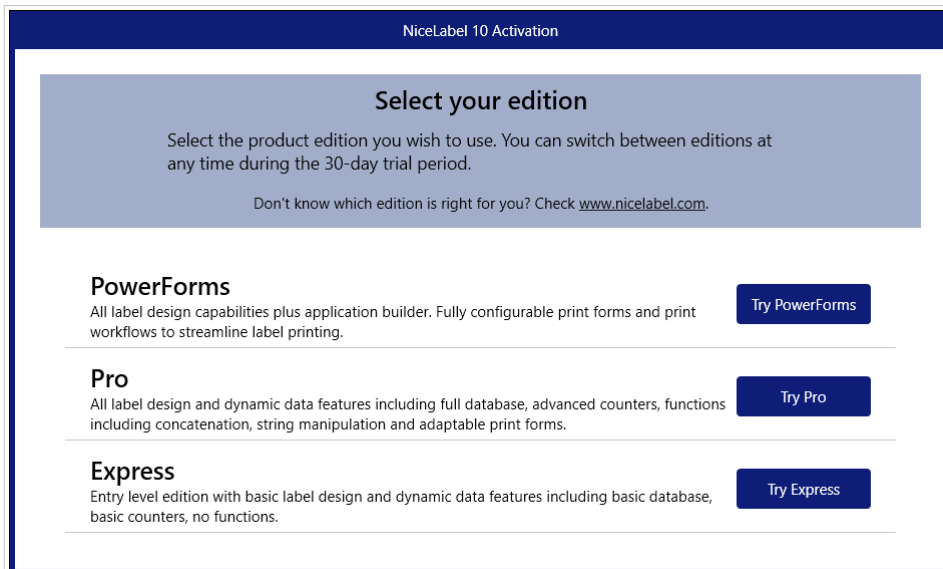 NiceLabel 10 Activation
Select your edition
Select the product edition you wish to use. You can switch between editions at
any time during the 30-day trial period.
Don't know which edition is right for you? Check www.nicelabel.com.
PowerForms
All label design capabilities plus application builder. Fully configurable print forms and print
workflows to streamline label printing.
Try PowerForms
Pro
All label design and dynamic data features including full database, advanced counters, functions
including concatenation, string manipulation and adaptable print forms.
Try Pro
Express
Entry level edition with basic label design and dynamic data features including basic database,
basic counters, no functions.
Try Express